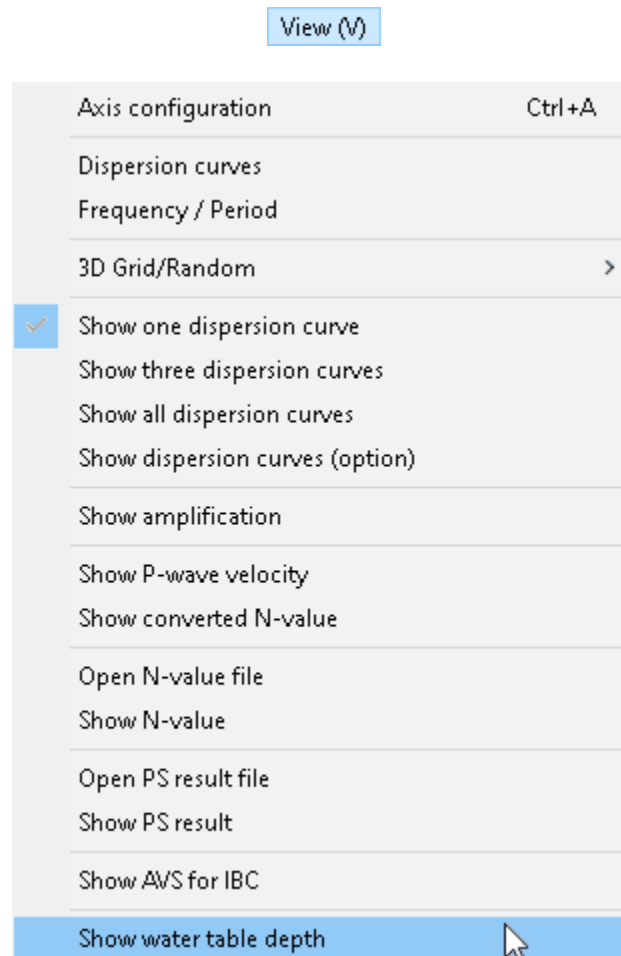 View (V)
Axis configuration Ctrl+A
Dispersion curves
Frequency / Period
3D Grid/Random
Show one dispersion curve
Show three dispersion curves
Show all dispersion curves
Show dispersion curves (option)
Show amplification
Show P-wave velocity
Show converted N-value
Open N-value file
Show N-value
Open PS result file
Show PS result
Show AVS for IBC
Show water table depth